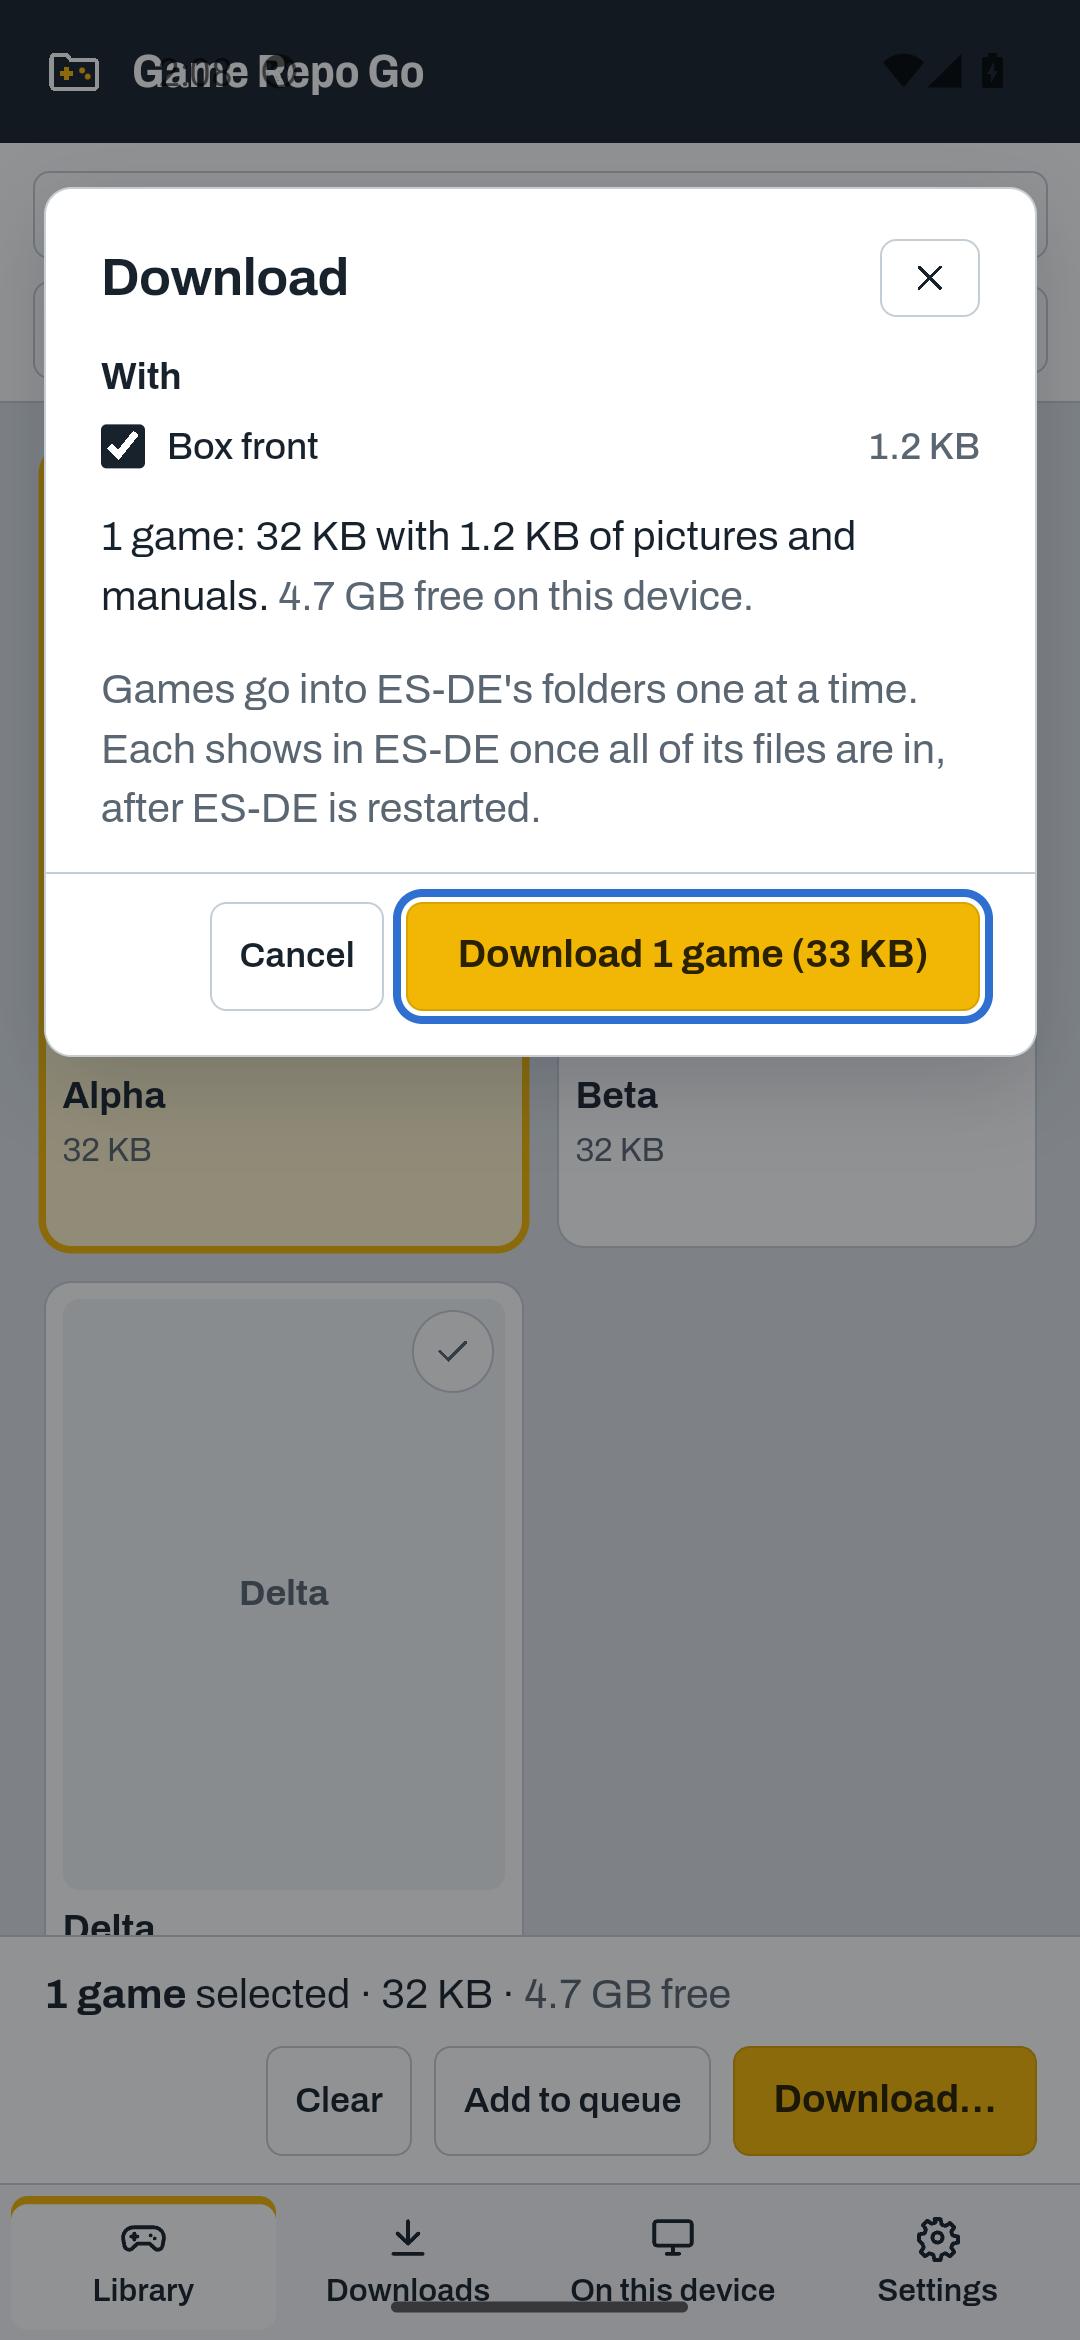 Game Repo Go
Download
With
Box front
1.2 KB
1 game: 32 KB with 1.2 KB of pictures and
manuals. 4.7 GB free on this device.
Games go into ES-DE's folders one at a time.
Each shows in ES-DE once all of its files are in,
after ES-DE is restarted.
Cancel
Download 1 game (33 KB)
Alpha
32 KB
Beta
32 KB
Delta
Delta
1 game selected · 32 KB · 4.7 GB free
Clear
Add to queue
Download...
Library
Downloads
On this device
Settings